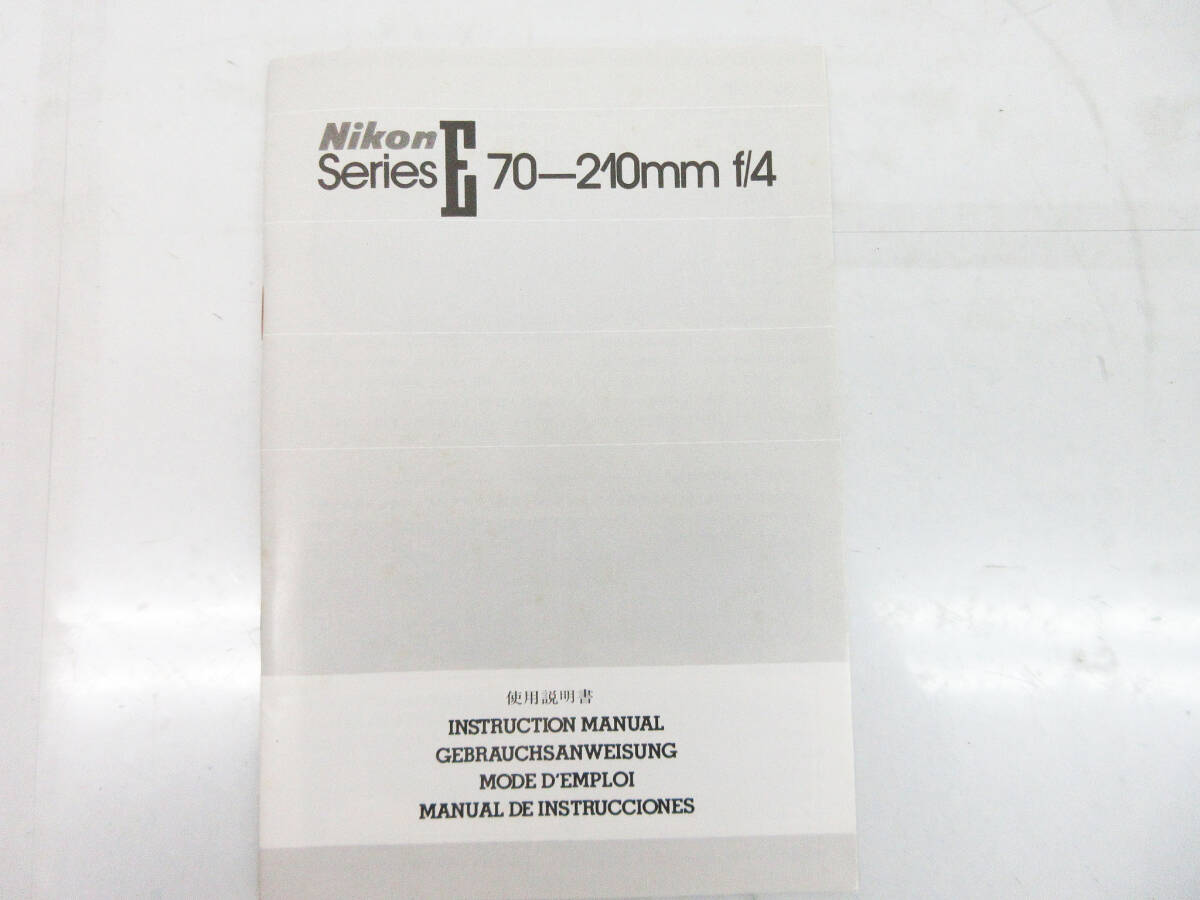 Nikon
Series E 70—210mm f/4
使用説明書
INSTRUCTION MANUAL
GEBRAUCHSANWEISUNG
MODE D'EMPLOI
MANUAL DE INSTRUCCIONES